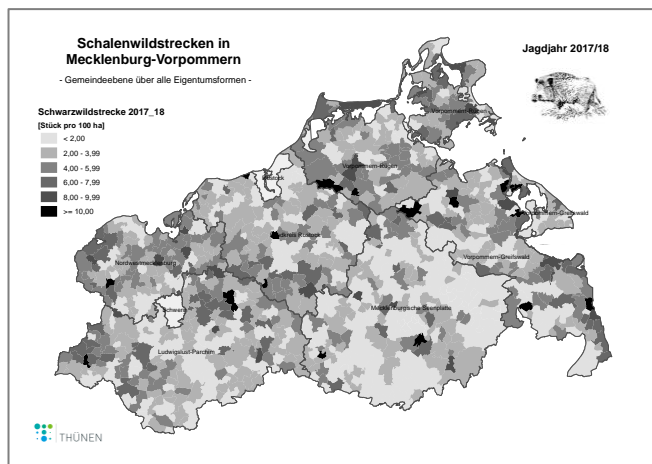 Schalenwildstrecken in
Mecklenburg-Vorpommern
- Gemeindeebene über alle Eigentumsformen -
Jagdjahr 2017/18
Schwarzwildstrecke 2017_18
[Stück pro 100 ha]
< 2,00
2,00 - 3,99
4,00 - 5,99
6,00 - 7,99
8,00 - 9,99
>= 10,00
Vorpommern-Rügen
Vorpommern-Rügen
Rostock
Vorpommern-Greifswald
Landkreis Rostock
Vorpommern-Greifswald
Nordwestmecklenburg
Schwerin
Mecklenburgische Seenplatte
Ludwigslust-Parchim
THÜNEN